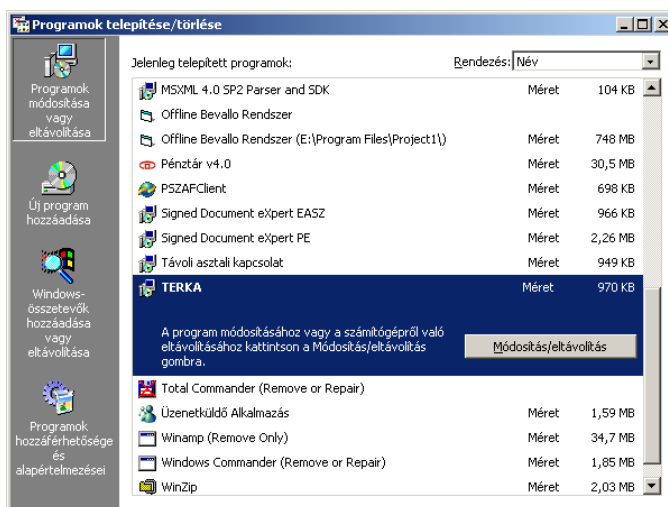 Programok telepítése/törlése
Programok
módosítása
vagy
eltávolítása
Új program
hozzáadása
Windows-
összetevők
hozzáadása
vagy
eltávolítása
Programok
hozzáférhetősége
és
alapértelmezései
Jelenleg telepített programok: Rendezés: Név
MSXML 4.0 SP2 Parser and SDK Méret 104 KB
Offline Bevallo Rendszer
Offline Bevallo Rendszer (E:\Program Files\Project1\) Méret 748 MB
Pénztár v4.0 Méret 30,5 MB
PSZAFClient Méret 698 KB
Signed Document eXpert EASZ Méret 966 KB
Signed Document eXpert PE Méret 2,26 MB
Távoli asztali kapcsolat Méret 949 KB
TERKA Méret 970 KB
A program módosításához vagy a számítógépről való
eltávolításához kattintson a Módosítás/eltávolítás
gombra.
Módosítás/eltávolítás
Total Commander (Remove or Repair)
Üzenetküldő Alkalmazás Méret 1,59 MB
Winamp (Remove Only) Méret 34,7 MB
Windows Commander (Remove or Repair) Méret 1,85 MB
WinZip Méret 2,03 MB